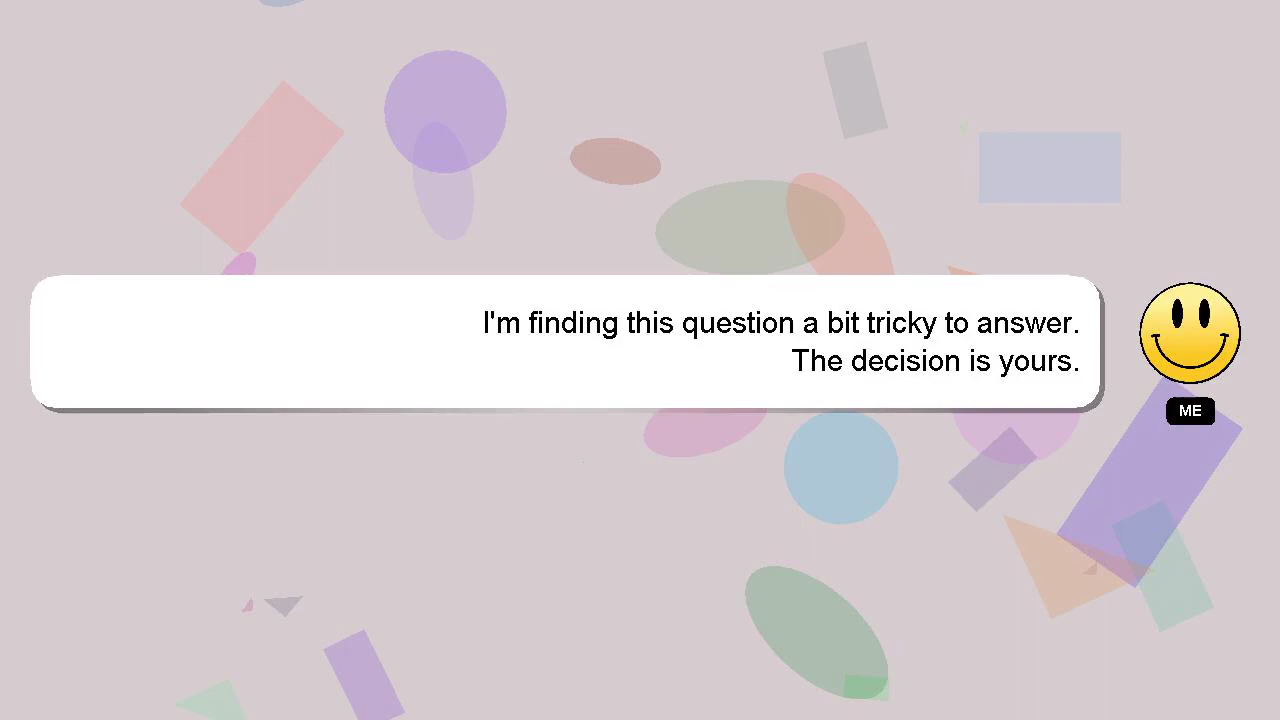 I'm finding this question a bit tricky to answer.
The decision is yours.
ME